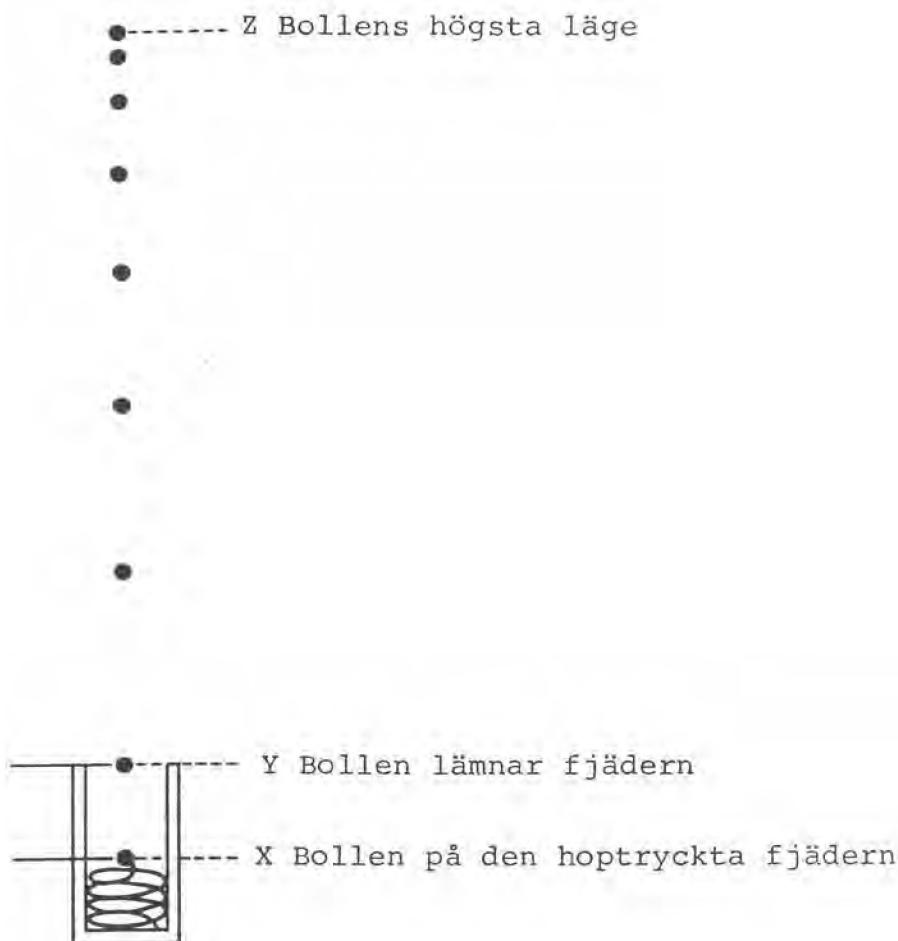 Z Bollens högsta läge
Y Bollen lämnar fjädern
X Bollen på den hoptryckta fjädern